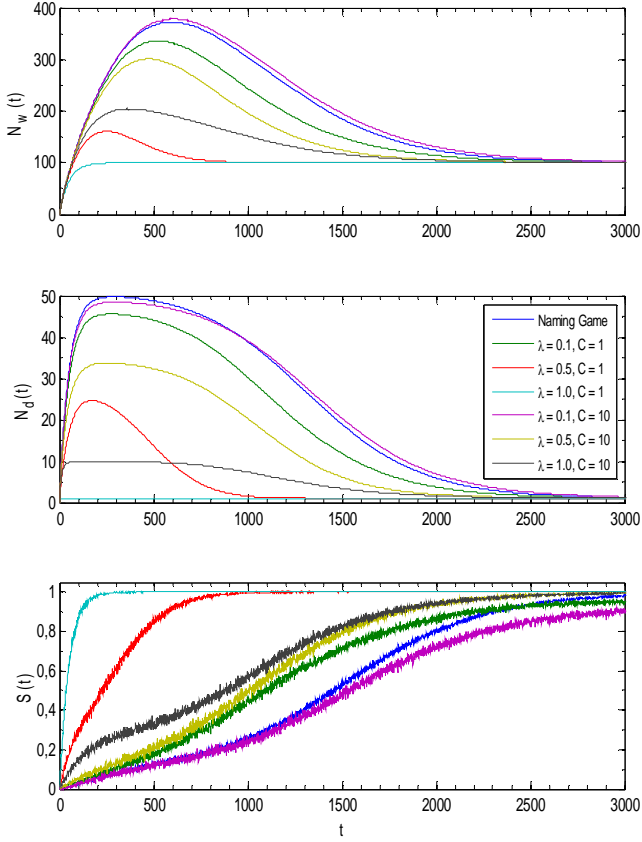 400
300
200
100
0
N_w (t)
0 500 1000 1500 2000 2500 3000
50
40
30
20
10
0
N_d(t)
Naming Game
λ = 0.1, C = 1
λ = 0.5, C = 1
λ = 1.0, C = 1
λ = 0.1, C = 10
λ = 0.5, C = 10
λ = 1.0, C = 10
0 500 1000 1500 2000 2500 3000
1
0,8
0,6
0,4
0,2
0
S (t)
0 500 1000 1500 2000 2500 3000
t